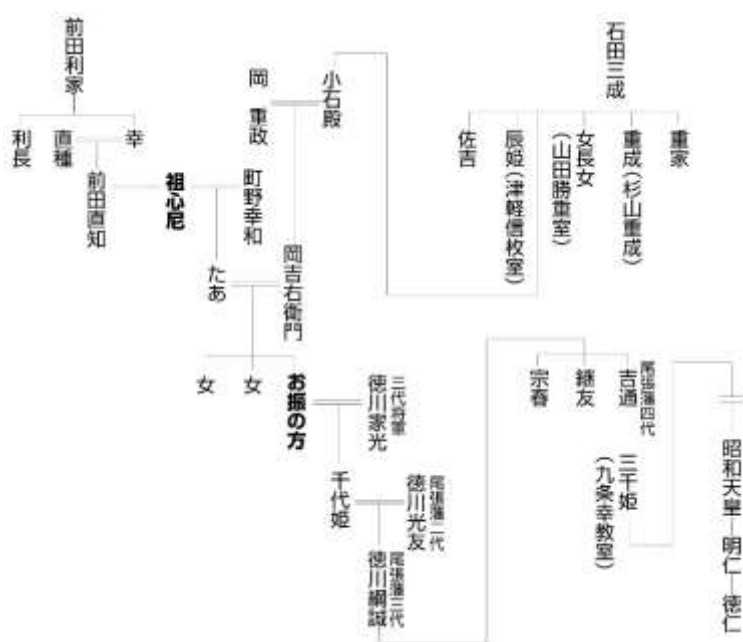 石田三成
重家
重成(杉山重成)
女長女
(山田勝重室)
辰姫(津軽信枚室)
佐吉
小石殿
岡 重政
前田利家
幸
直種
利長
前田直知
祖心尼
町野幸和
岡吉右衛門
たあ
お振の方
女
女
三代将軍
徳川家光
千代姫
尾張藩二代
徳川光友
尾張藩三代
徳川綱誠
尾張藩四代
吉通
継友
宗春
三千姫
(九条幸教室)
昭和天皇―明仁―徳仁